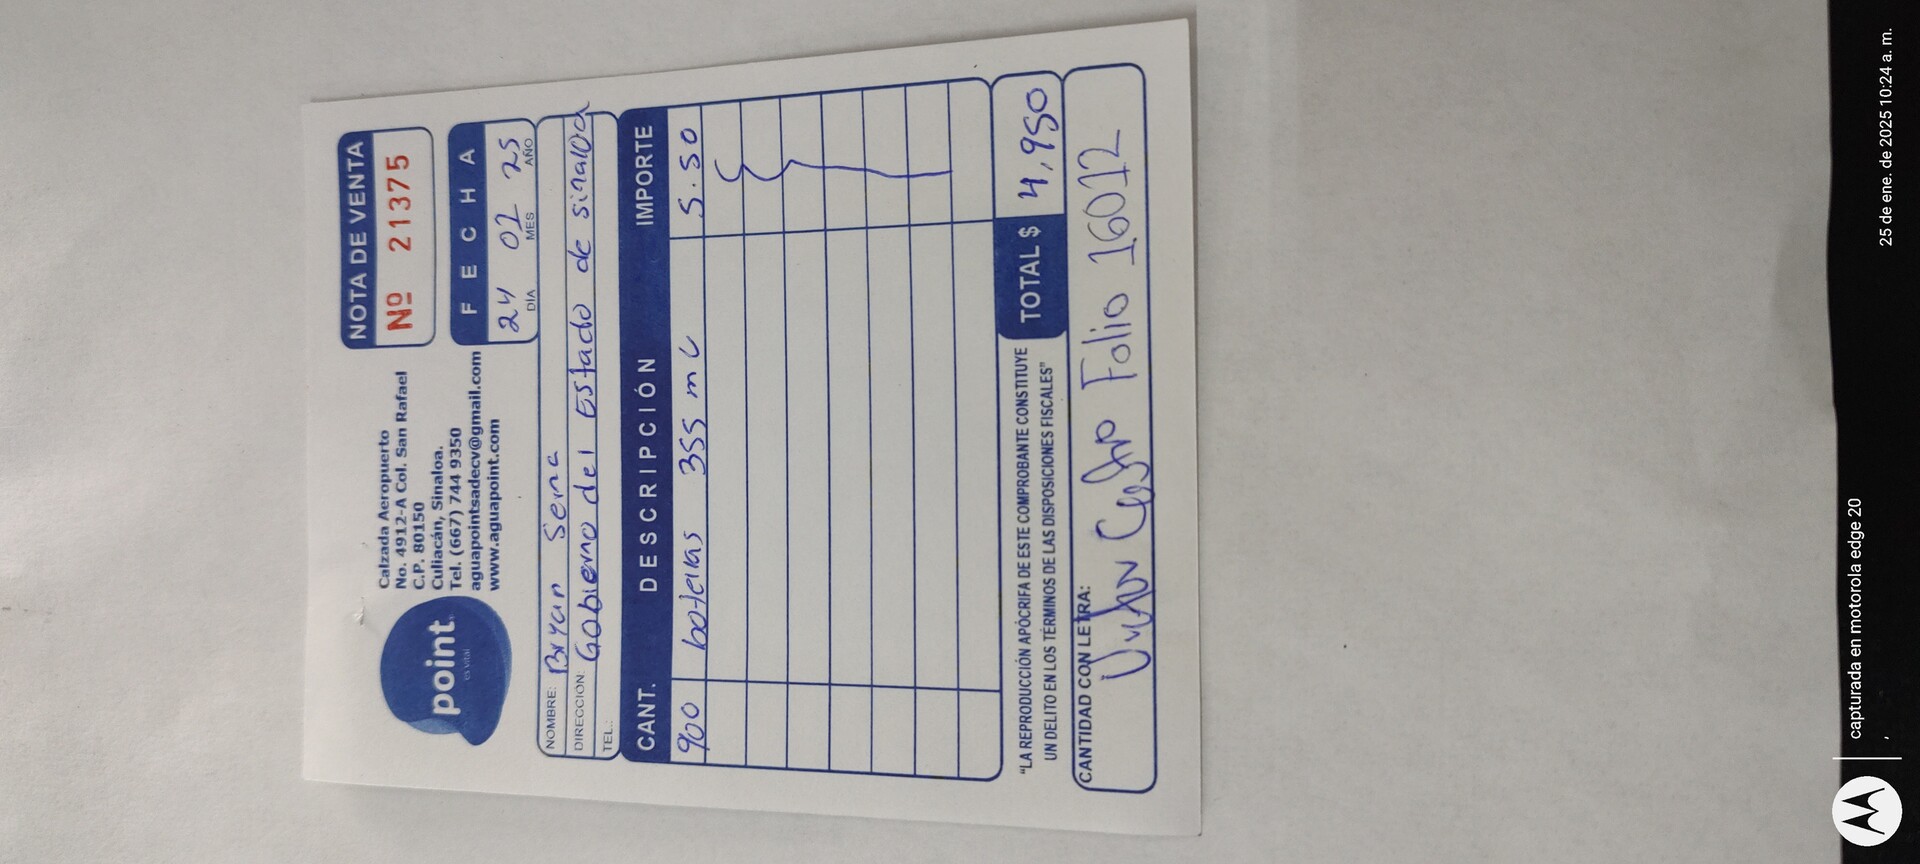 point
es vital
Calzada Aeropuerto
No. 4912-A Col. San Rafael
C.P. 80150
Culiacán, Sinaloa.
Tel. (667) 744 9350
aguapointsadecv@gmail.com
www.aguapoint.com
NOTA DE VENTA
Nº 21375
FECHA
24 02 25
DÍA MES AÑO
NOMBRE: Bryan
DIRECCIÓN: Gobierno del Estado de sinaloa
TEL.:
CANT. DESCRIPCIÓN IMPORTE
900 botellas 355 mL 5.50
"LA REPRODUCCIÓN APÓCRIFA DE ESTE COMPROBANTE CONSTITUYE
UN DELITO EN LOS TÉRMINOS DE LAS DISPOSICIONES FISCALES"
TOTAL $ 4,950
CANTIDAD CON LETRA:
Castro Folio 16012
capturada en motorola edge 20
25 de ene. de 2025 10:24 a. m.